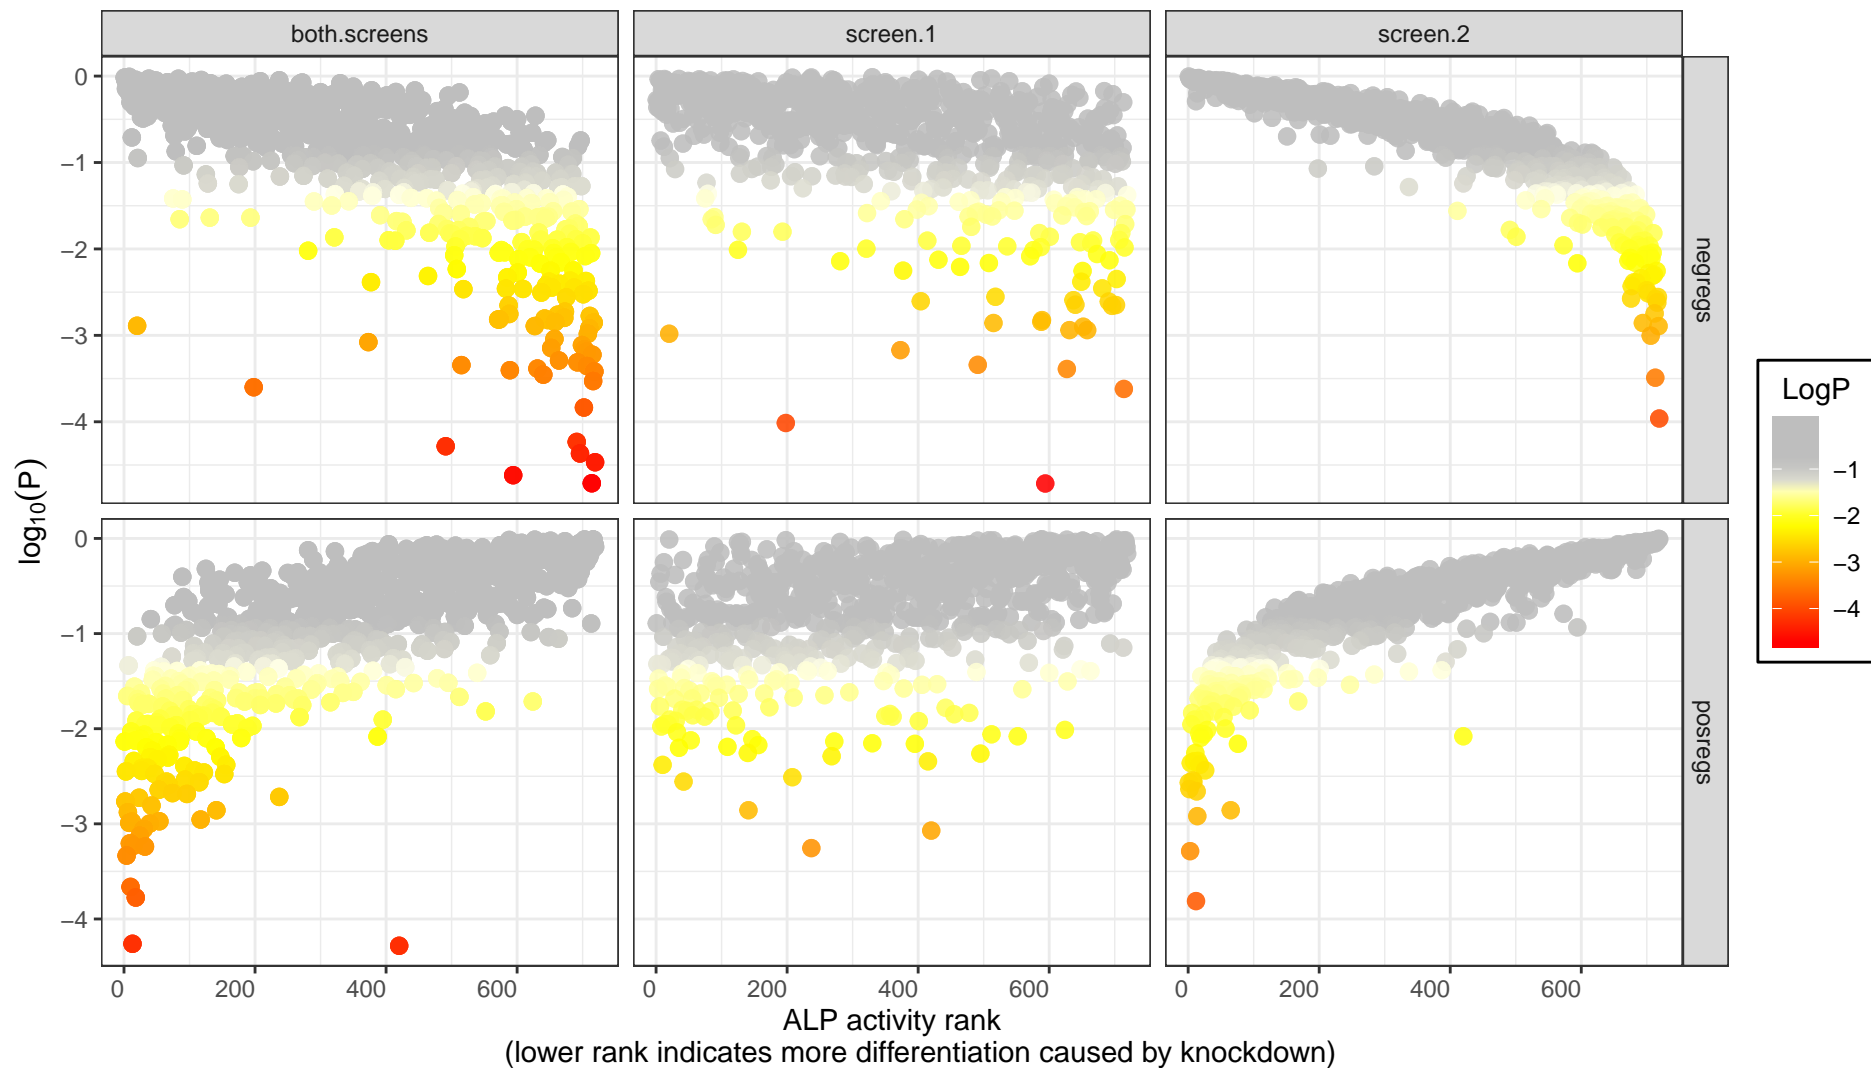 both.screens
screen.1
screen.2
0
−1
−2
−3
−4
negregs
0
−1
−2
−3
−4
posregs
log10(P)
0
200
400
600
0
200
400
600
0
200
400
600
ALP activity rank
(lower rank indicates more differentiation caused by knockdown)
LogP
−1
−2
−3
−4